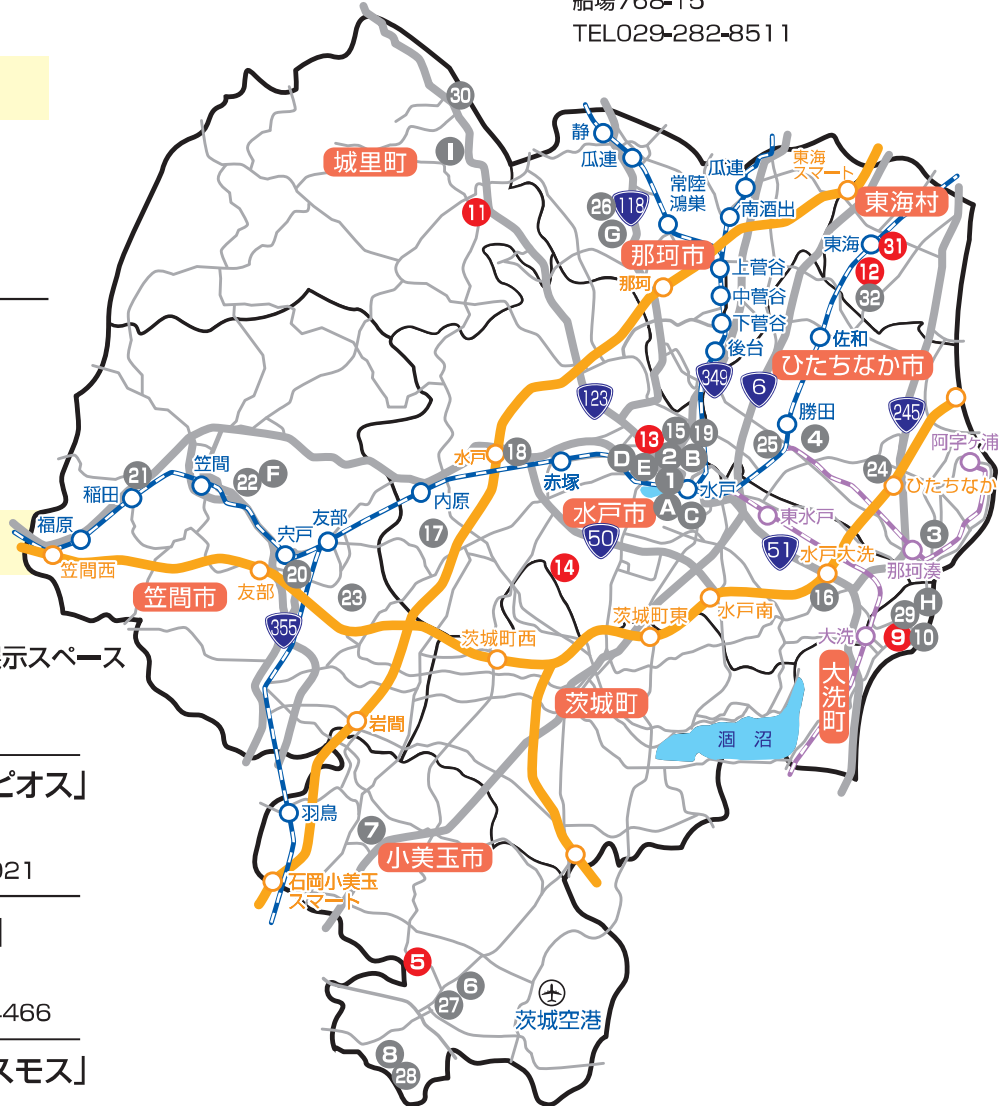 船場768-15
TEL029-282-8511
30
城里町
I
11
静
瓜連
常陸
鴻巣
瓜連
南酒出
東海
スマート
東海村
26
118
G
那珂市
那珂
上菅谷
中菅谷
下菅谷
後台
東海
31
12
32
佐和
ひたちなか市
349
6
123
245
勝田
阿字ヶ浦
13
15
19
25
4
水戸
18
赤塚
D
E
2
B
1
水戸
A
C
24
ひたちなか
21
笠間
22
F
稲田
福原
友部
宍戸
内原
17
水戸市
50
東水戸
51
水戸大洗
3
那珂湊
笠間西
笠間市
友部
20
23
14
16
H
29
355
茨城町西
茨城町東
水戸南
大洗
9
10
示スペース
茨城町
大洗町
涸沼
岩間
ピオス」
羽鳥
7
小美玉市
021
石岡小美玉
スマート
」
5
6
27
茨城空港
4466
8
28
スモス」